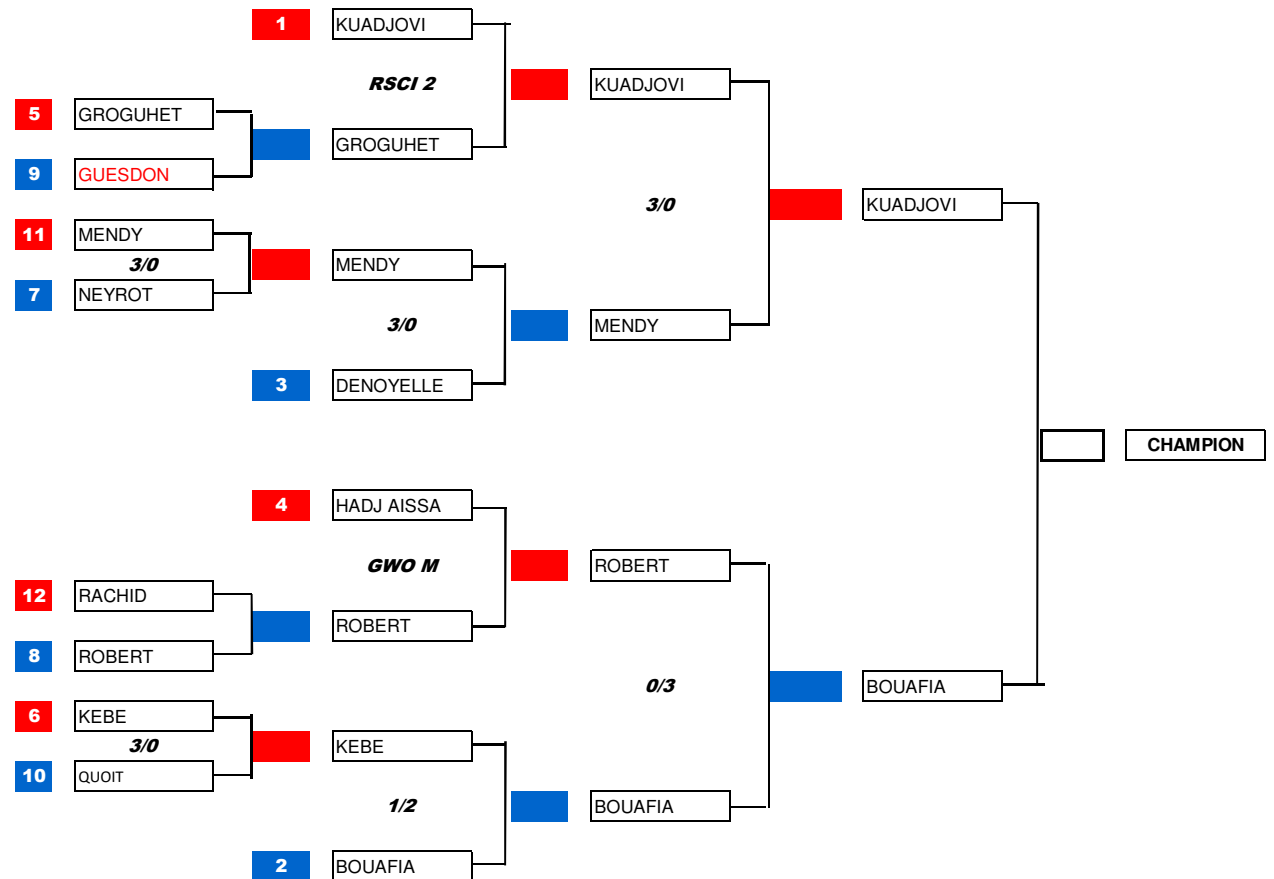 1 KUADJOVI
RSCI 2
KUADJOVI
5 GROGUHET
GROGUHET
9 GUESDON
KUADJOVI
3/0
11 MENDY
3/0
MENDY
7 NEYROT
3/0
MENDY
3 DENOYELLE
CHAMPION
4 HADJ AISSA
GWO M
ROBERT
12 RACHID
ROBERT
8 ROBERT
0/3
BOUAFIA
6 KEBE
3/0
KEBE
10 QUOIT
1/2
BOUAFIA
2 BOUAFIA